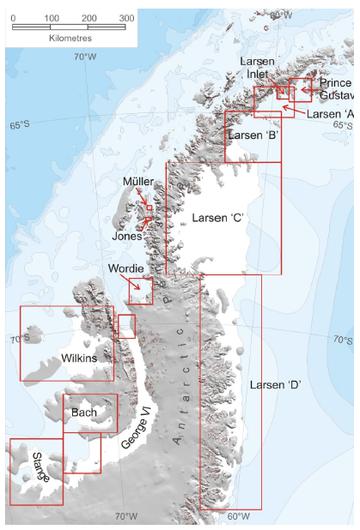 0 100 200 300
Kilometres
60°W
70°W
Larsen
Inlet
Prince
Gustav
Larsen ‘A’
65°S
65°S
Larsen ‘B’
Müller
Larsen ‘C’
Jones
Wordie
Antarctic Peninsula
70°S
70°S
Wilkins
Larsen ‘D’
Bach
George VI
Stange
70°W
60°W